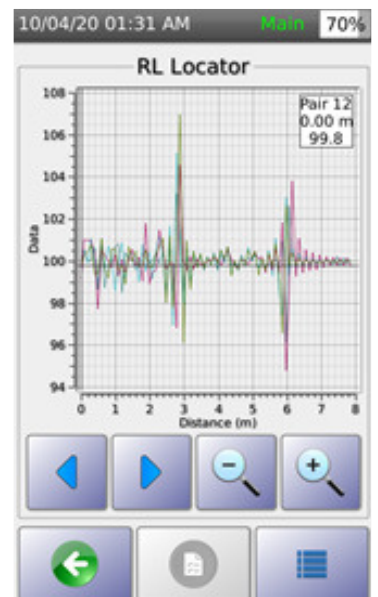 10/04/20 01:31 AM Main 70%
RL Locator
Pair 12
0.00 m
99.8
108
106
104
102
100
98
96
94
Data
0 1 2 3 4 5 6 7 8
Distance (m)